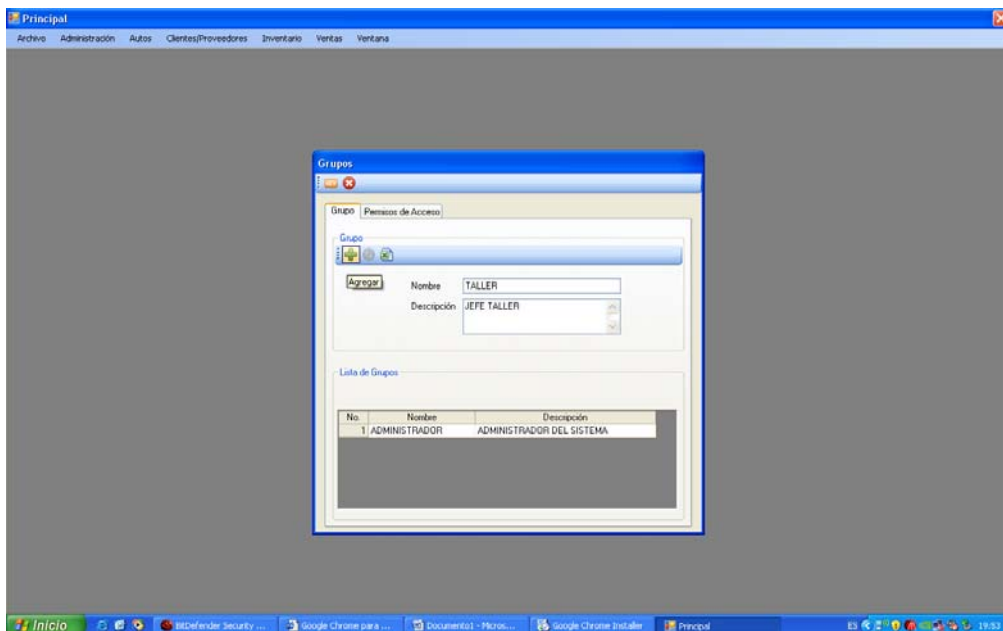 Principal
Archivo Administración Autos Clientes/Proveedores Inventario Ventas Ventana
Grupos
Grupo Permisos de Acceso
Grupo
Agregar
Nombre TALLER
Descripción JEFE TALLER
Lista de Grupos
No. Nombre Descripción
1 ADMINISTRADOR ADMINISTRADOR DEL SISTEMA
Inicio BitDefender Security ... Google Chrome para ... Documento1 - Micros... Google Chrome Installer Principal ES 19:53